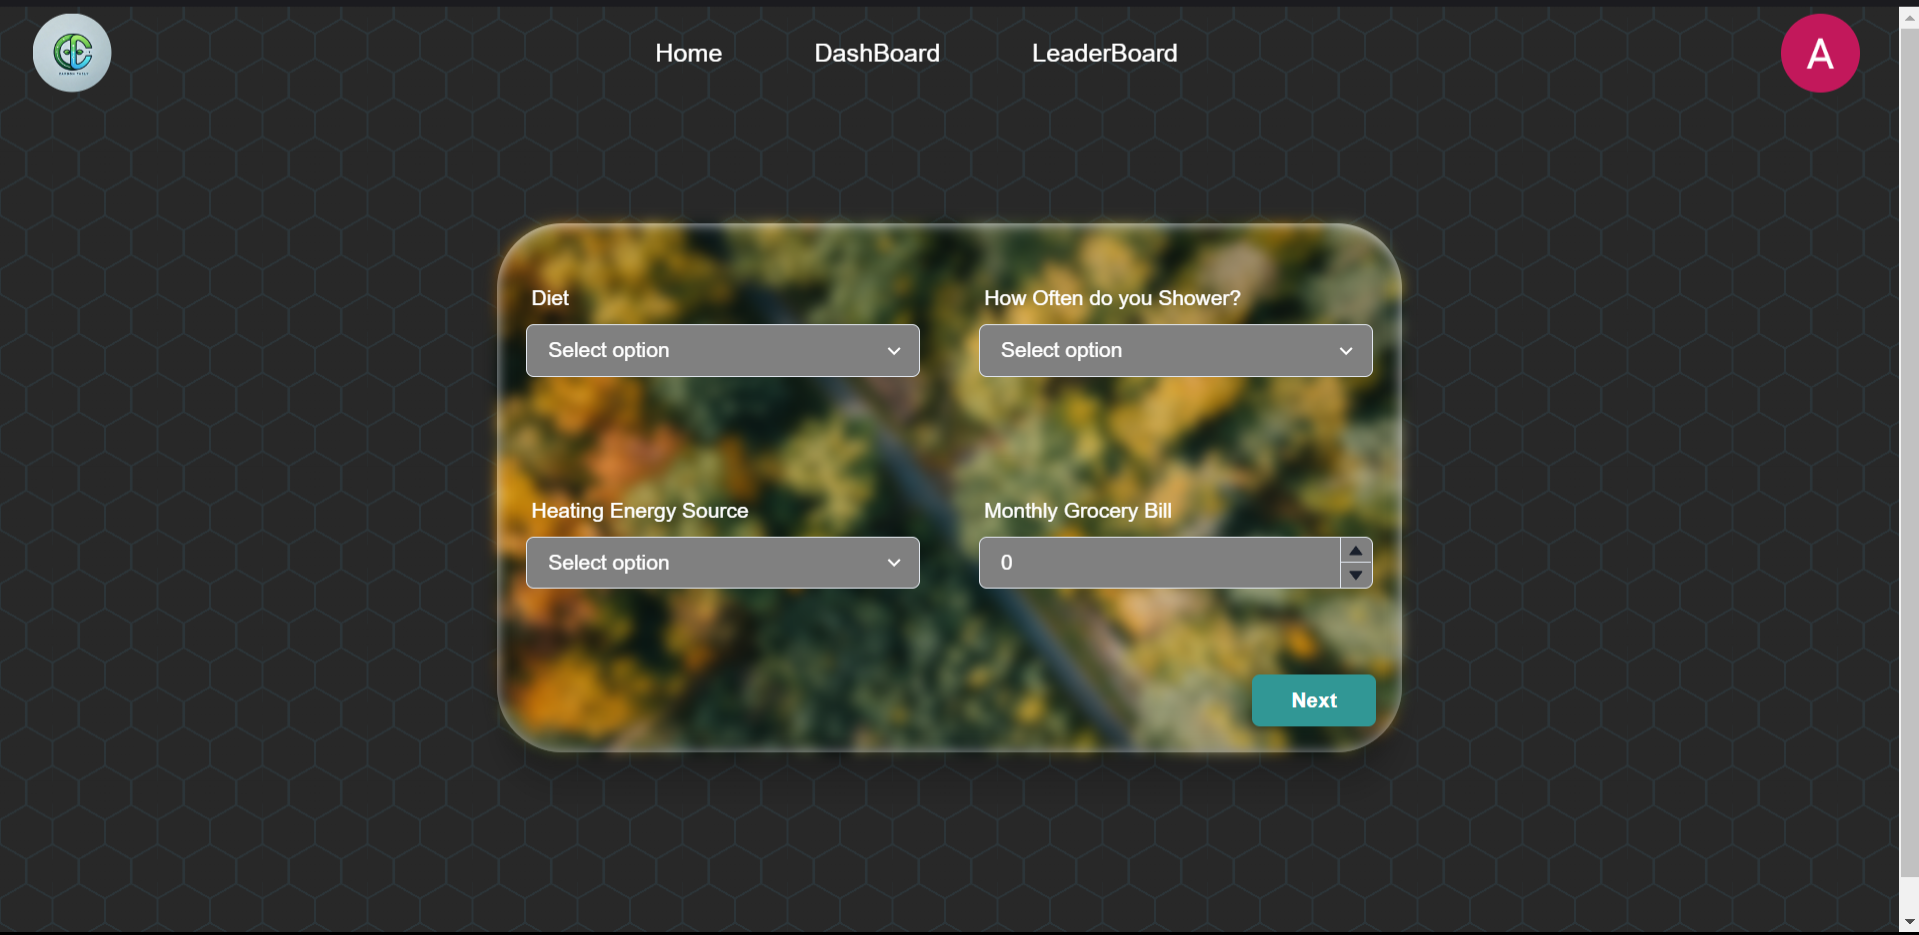 Home
DashBoard
LeaderBoard
A
Diet
How Often do you Shower?
Select option
Select option
Heating Energy Source
Monthly Grocery Bill
Select option
0
Next